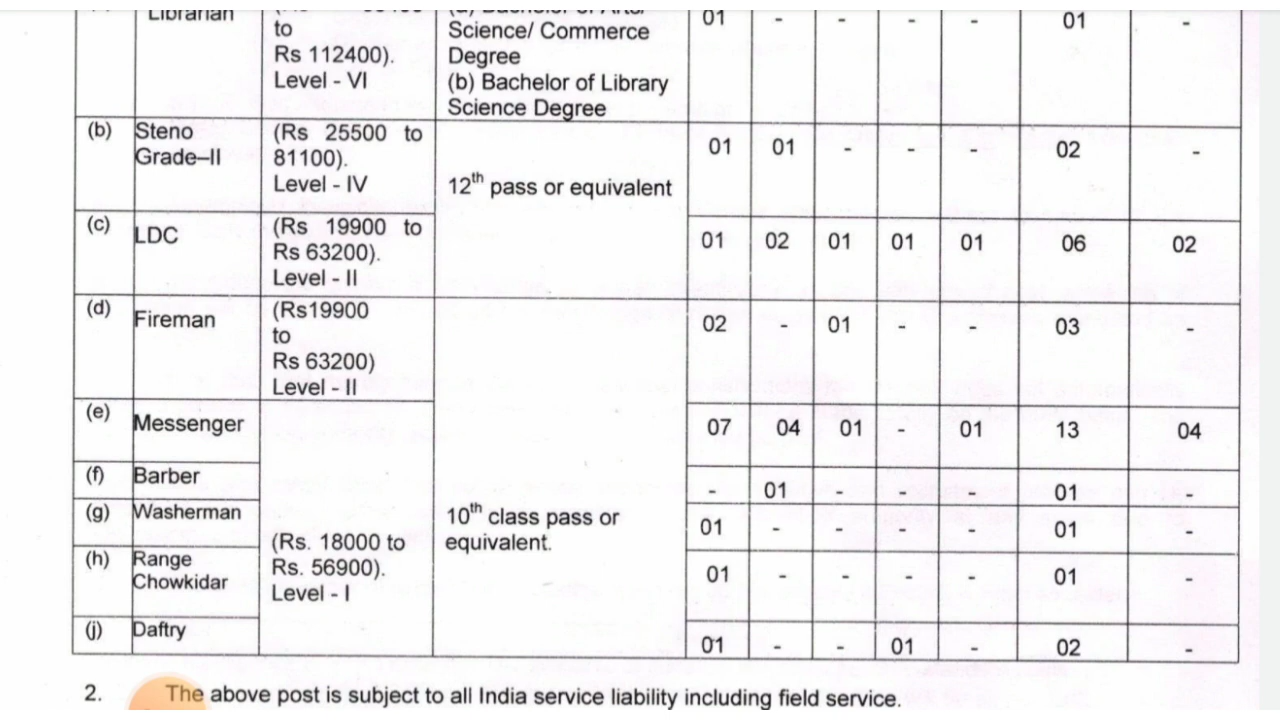 Librarian
to
Rs 112400).
Level - VI
Science/ Commerce
Degree
(b) Bachelor of Library
Science Degree
01 - - - - 01 -
(b) Steno
Grade–II
(Rs 25500 to
81100).
Level - IV
12th pass or equivalent
01 01 - - - 02 -
(c) LDC
(Rs 19900 to
Rs 63200).
Level - II
01 02 01 01 01 06 02
(d) Fireman
(Rs19900
to
Rs 63200)
Level - II
02 - 01 - - 03 -
(e) Messenger
07 04 01 - 01 13 04
(f) Barber
- 01 - - - 01 -
(g) Washerman
01 - - - - 01 -
(h) Range
Chowkidar
01 - - - - 01 -
(j) Daftry
01 - - 01 - 02 -
(Rs. 18000 to
Rs. 56900).
Level - I
10th class pass or
equivalent.
2. The above post is subject to all India service liability including field service.